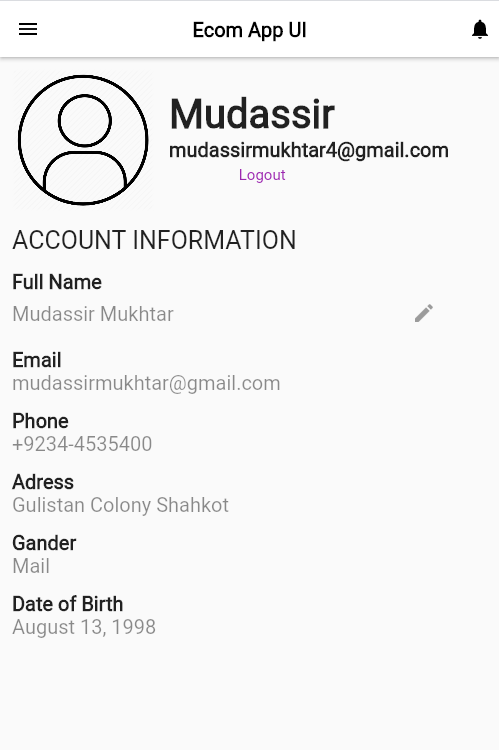 Ecom App UI
Mudassir
mudassirmukhtar4@gmail.com
Logout
ACCOUNT INFORMATION
Full Name
Mudassir Mukhtar
Email
mudassirmukhtar@gmail.com
Phone
+9234-4535400
Adress
Gulistan Colony Shahkot
Gander
Mail
Date of Birth
August 13, 1998